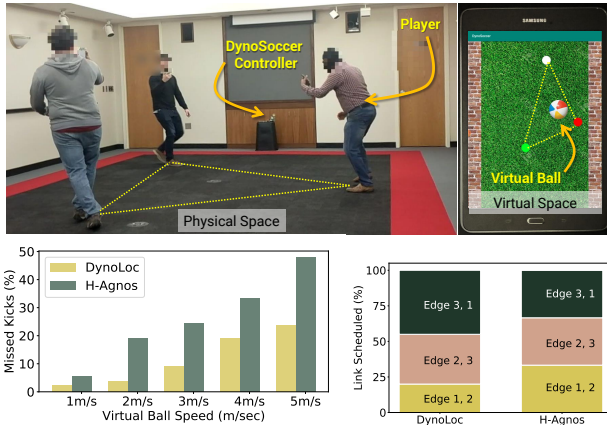 DynoSoccer
Controller
Player
Physical Space
SAMSUNG
DynoSoccer
Virtual Ball
Virtual Space
Missed Kicks (%)
50
40
30
20
10
0
DynoLoc
H-Agnos
1m/s 2m/s 3m/s 4m/s 5m/s
Virtual Ball Speed (m/sec)
Link Scheduled (%)
100
75
50
25
0
Edge 3, 1 Edge 3, 1
Edge 2, 3 Edge 2, 3
Edge 1, 2 Edge 1, 2
DynoLoc H-Agnos